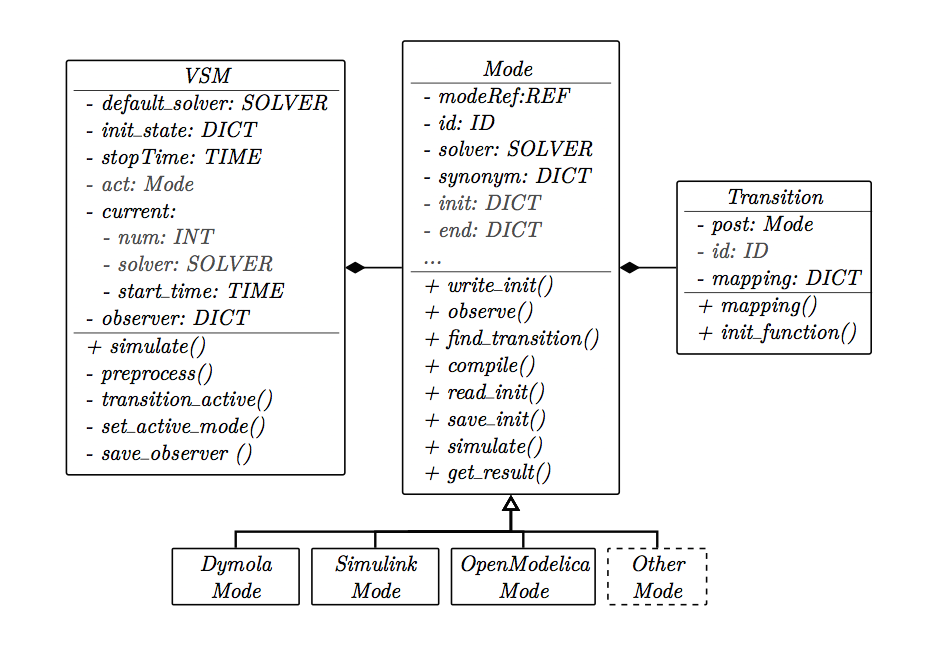 VSM
- default_solver: SOLVER
- init_state: DICT
- stopTime: TIME
- act: Mode
- current:
- num: INT
- solver: SOLVER
- start_time: TIME
- observer: DICT
+ simulate()
- preprocess()
- transition_active()
- set_active_mode()
- save_observer ()
Mode
- modeRef:REF
- id: ID
- solver: SOLVER
- synonym: DICT
- init: DICT
- end: DICT
...
+ write_init()
+ observe()
+ find_transition()
+ compile()
+ read_init()
+ save_init()
+ simulate()
+ get_result()
Transition
- post: Mode
- id: ID
- mapping: DICT
+ mapping()
+ init_function()
Dymola
Mode
Simulink
Mode
OpenModelica
Mode
Other
Mode